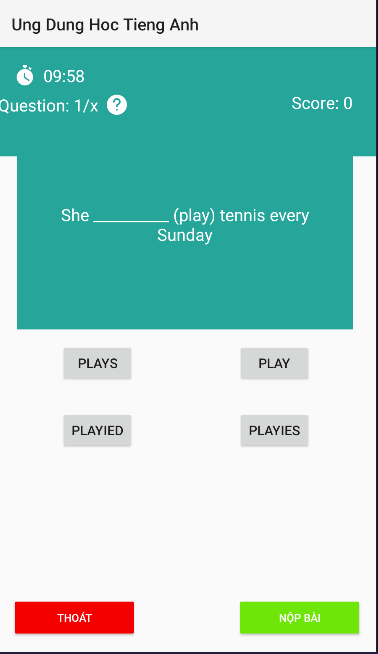 Ung Dung Hoc Tieng Anh
09:58
Question: 1/x ?
Score: 0
She _________ (play) tennis every
Sunday
PLAYS
PLAY
PLAYIED
PLAYIES
THOÁT
NỘP BÀI